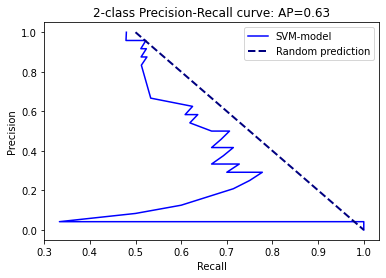 2-class Precision-Recall curve: AP=0.63
SVM-model
Random prediction
Precision
1.0
0.8
0.6
0.4
0.2
0.0
0.3 0.4 0.5 0.6 0.7 0.8 0.9 1.0
Recall